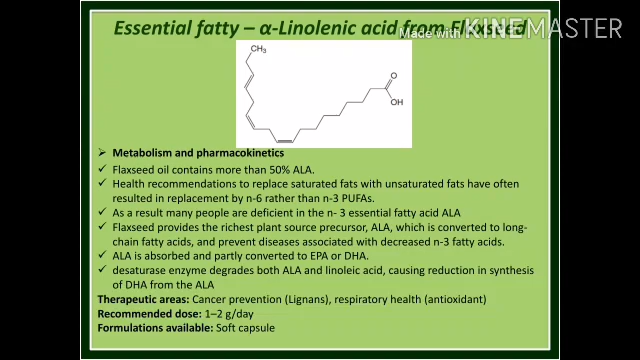 Essential fatty – α-Linolenic acid from Flaxseed
Made with KINEMASTER
CH₃
O
OH
➢ Metabolism and pharmacokinetics
✓ Flaxseed oil contains more than 50% ALA.
✓ Health recommendations to replace saturated fats with unsaturated fats have often
resulted in replacement by n-6 rather than n-3 PUFAs.
✓ As a result many people are deficient in the n- 3 essential fatty acid ALA
✓ Flaxseed provides the richest plant source precursor, ALA, which is converted to long-
chain fatty acids, and prevent diseases associated with decreased n-3 fatty acids.
✓ ALA is absorbed and partly converted to EPA or DHA.
✓ desaturase enzyme degrades both ALA and linoleic acid, causing reduction in synthesis
of DHA from the ALA
Therapeutic areas: Cancer prevention (Lignans), respiratory health (antioxidant)
Recommended dose: 1–2 g/day
Formulations available: Soft capsule